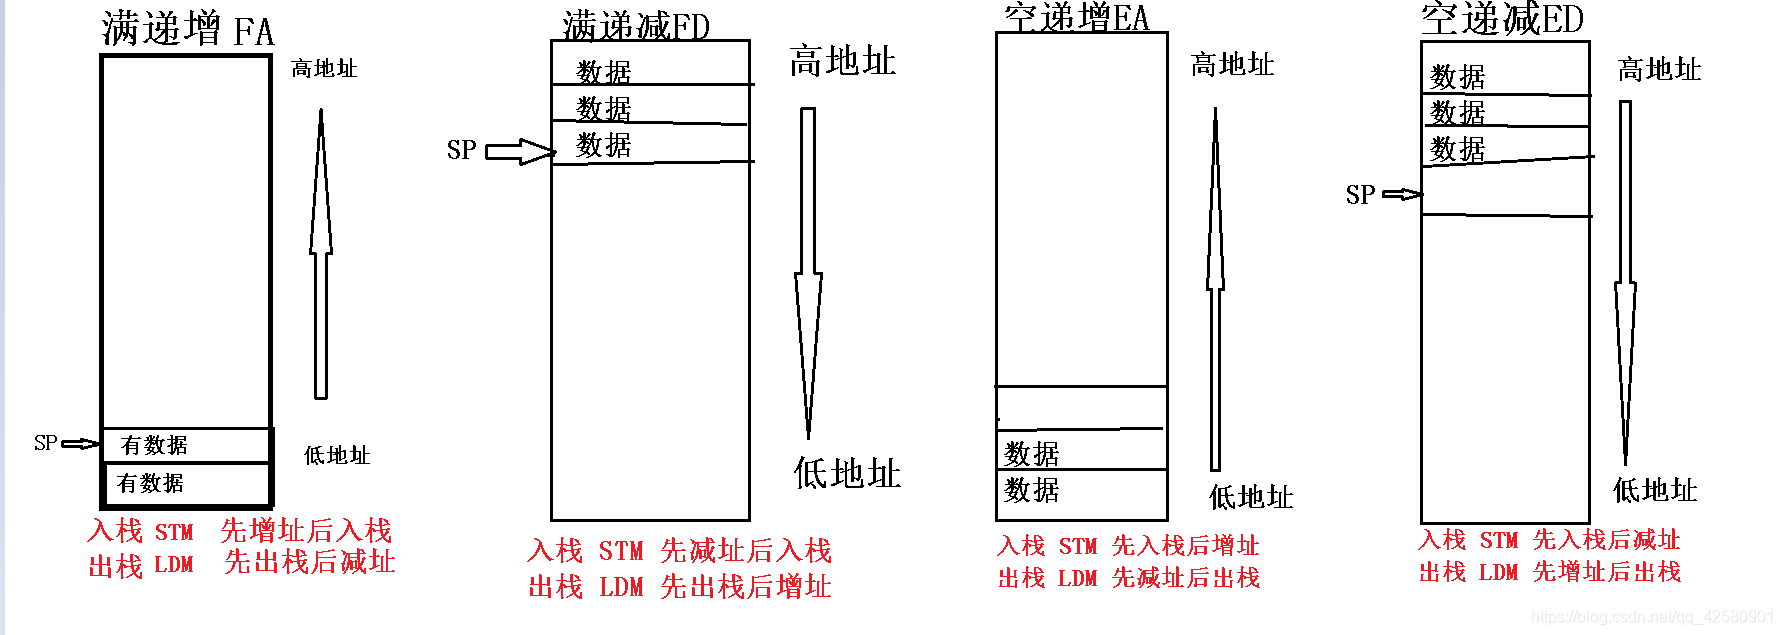 满递增 FA
高地址
SP
有数据
有数据
低地址
入栈 STM 先增址后入栈
出栈 LDM 先出栈后减址
满递减FD
数据
数据
数据
SP
高地址
低地址
入栈 STM 先减址后入栈
出栈 LDM 先出栈后增址
空递增EA
高地址
数据
数据
低地址
入栈 STM 先入栈后增址
出栈 LDM 先减址后出栈
空递减ED
数据
数据
数据
SP
高地址
低地址
入栈 STM 先入栈后减址
出栈 LDM 先增址后出栈
https://blog.csdn.net/qq_42580901